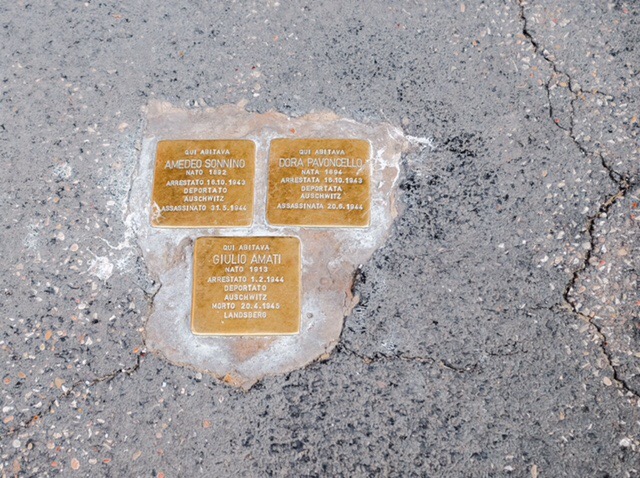 QUI ABITAVA
AMEDEO SONNINO
NATO 1892
ARRESTATO 16.10.1943
DEPORTATO
AUSCHWITZ
ASSASSINATO 31.5.1944
QUI ABITAVA
DORA PAVONCELLO
NATA 1894
ARRESTATA 16.10.1943
DEPORTATA
AUSCHWITZ
ASSASSINATA 20.6.1944
QUI ABITAVA
GIULIO AMATI
NATO 1913
ARRESTATO 1.2.1944
DEPORTATO
AUSCHWITZ
MORTO 20.4.1945
LANDSBERG